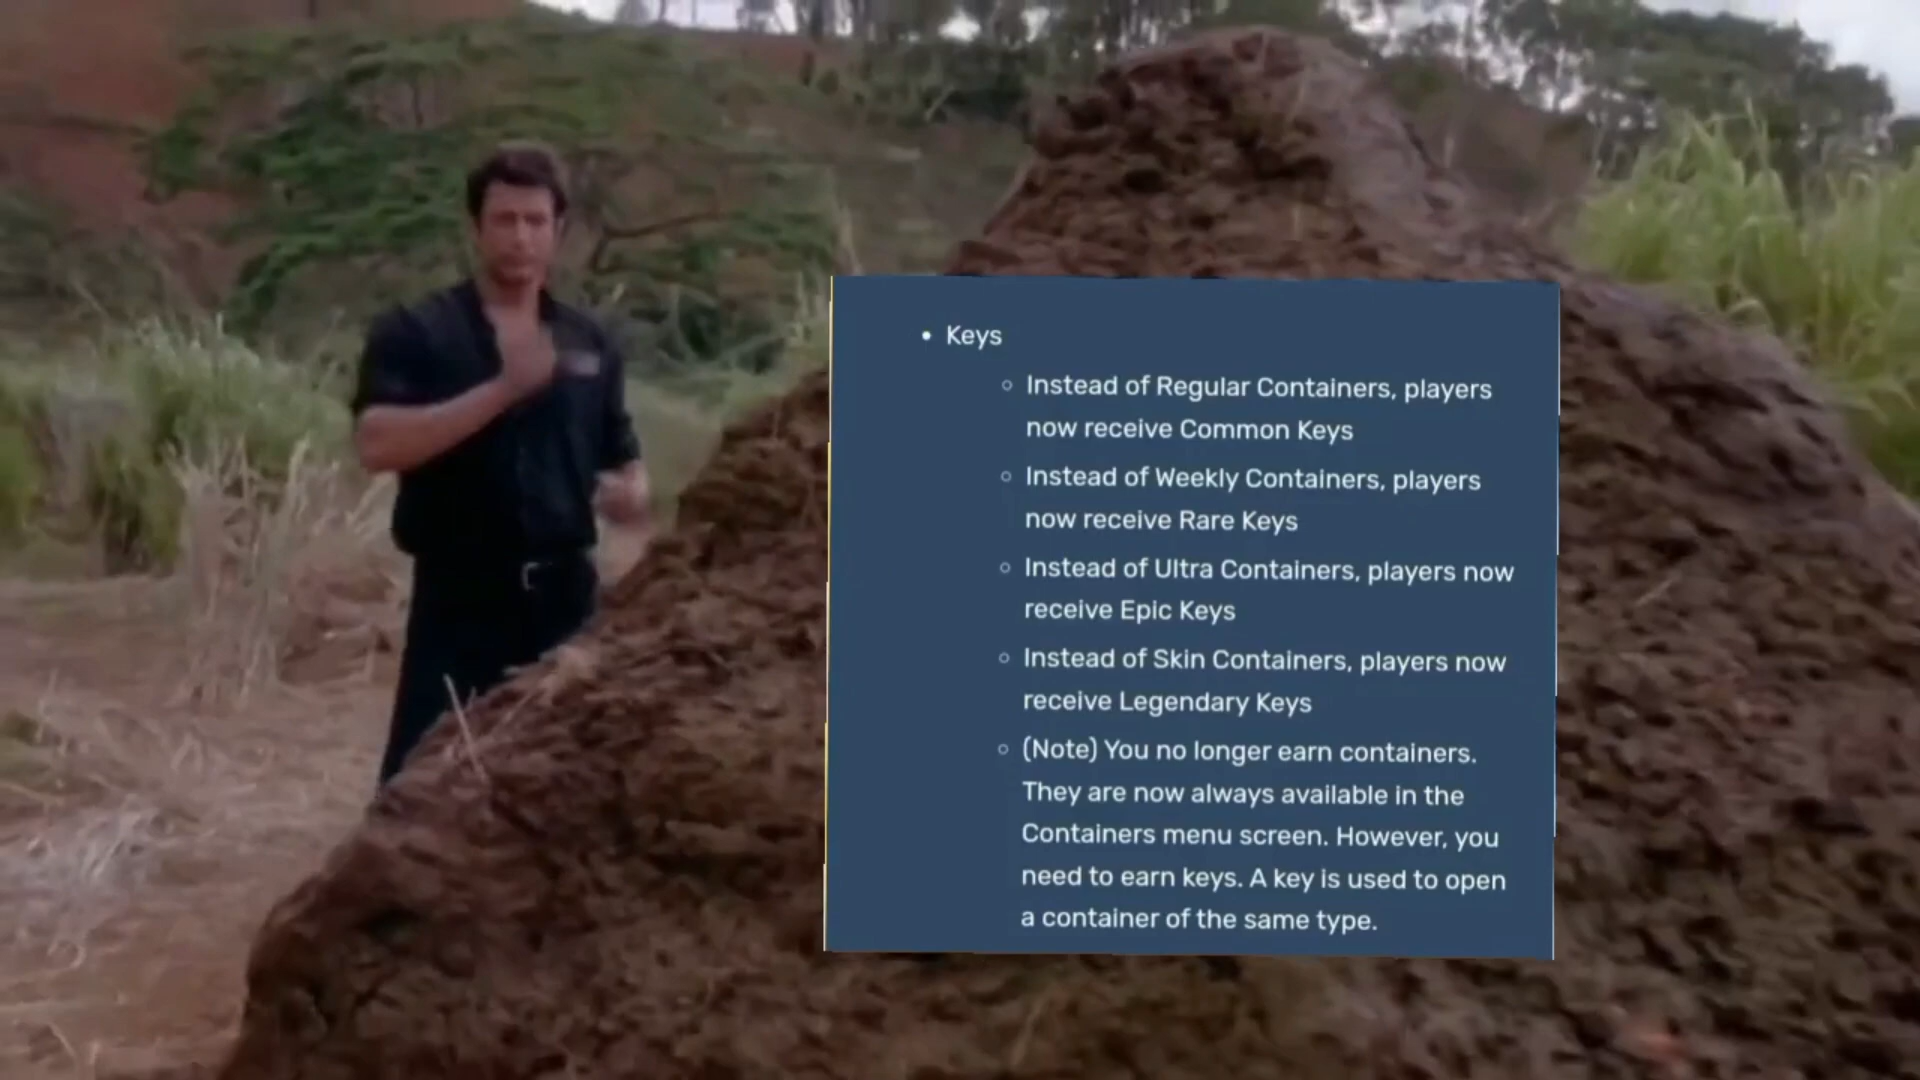 • Keys
◦ Instead of Regular Containers, players
now receive Common Keys
◦ Instead of Weekly Containers, players
now receive Rare Keys
◦ Instead of Ultra Containers, players now
receive Epic Keys
◦ Instead of Skin Containers, players now
receive Legendary Keys
◦ (Note) You no longer earn containers.
They are now always available in the
Containers menu screen. However, you
need to earn keys. A key is used to open
a container of the same type.